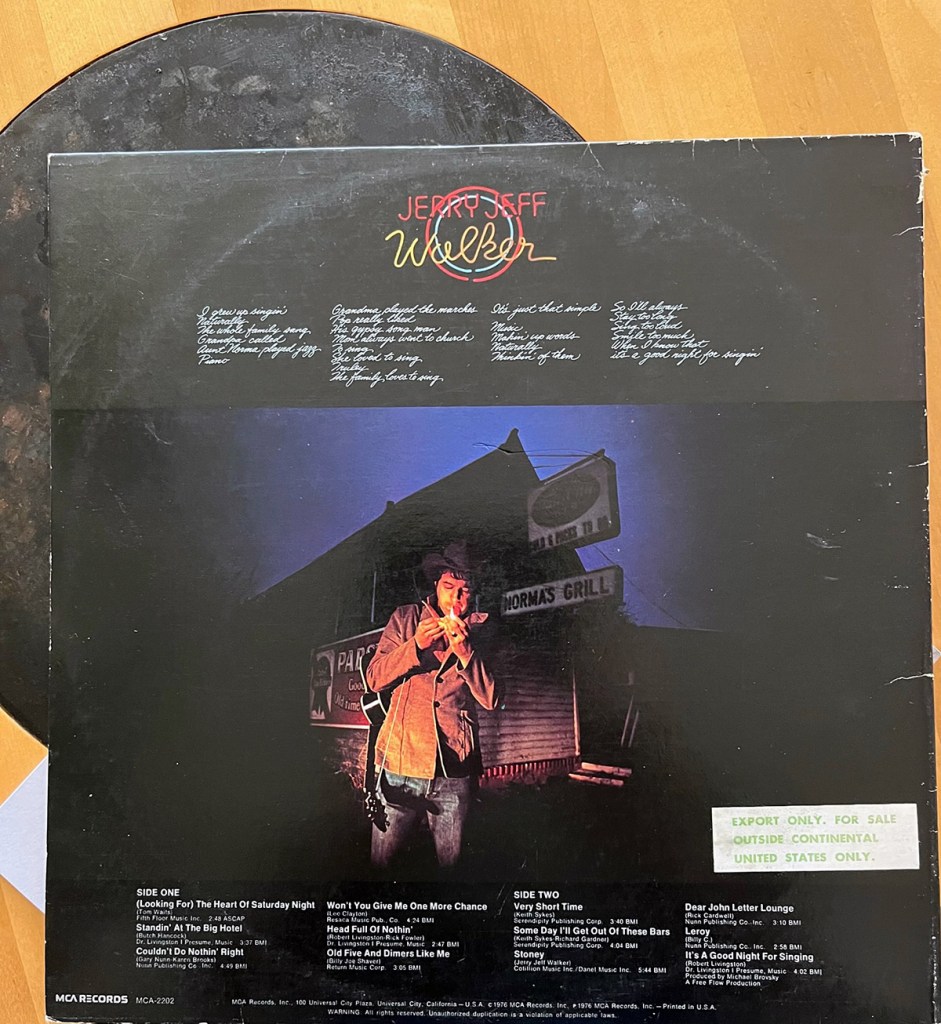 JERRY JEFF
Walker
I grew up singin'
Naturally
The whole family sang
Grandpa called
Aunt Norma played jazz
Piano
Grandma played the marches
Pop really liked
His gypsy song man
Mom always went to church
To sing
She loved to sing
Truley
The family loves to sing
It's just that simple
Music
Makin' up words
Naturally
Thinkin' of them
So I'll always
Stay too long
Sing too loud
Smile too much
When I know that
it's a good night for singin'
TO GO
NORMA'S GRILL
PABST
Good
Old time
EXPORT ONLY. FOR SALE
OUTSIDE CONTINENTAL
UNITED STATES ONLY.
SIDE ONE
(Looking For) The Heart Of Saturday Night
(Tom Waits)
Fifth Floor Music Inc. 2:48 ASCAP
Standin' At The Big Hotel
(Butch Hancock)
Dr. Livingston I Presume, Music 3:37 BMI
Couldn't Do Nothin' Right
(Gary Nunn-Karen Brooks)
Nunn Publishing Co. Inc. 4:49 BMI
Won't You Give Me One More Chance
(Lee Clayton)
Resaca Music Pub., Co. 4:24 BMI
Head Full Of Nothin'
(Robert Livingston-Rick Fowler)
Dr. Livingston I Presume, Music 2:47 BMI
Old Five And Dimers Like Me
(Billy Joe Shaver)
Return Music Corp. 3:05 BMI
SIDE TWO
Very Short Time
(Keith Sykes)
Serendipity Publishing Corp. 3:40 BMI
Some Day I'll Get Out Of These Bars
(Keith Sykes-Richard Gardner)
Serendipity Publishing Corp. 4:04 BMI
Stoney
(Jerry Jeff Walker)
Cotillion Music Inc./Danel Music Inc. 5:44 BMI
Dear John Letter Lounge
(Rick Cardwell)
Nunn Publishing Co., Inc. 3:10 BMI
Leroy
(Billy C.)
Nunn Publishing Co., Inc. 2:58 BMI
It's A Good Night For Singing
(Robert Livingston)
Dr. Livingston I Presume, Music 4:02 BMI
Produced by Michael Brovsky
A Free Flow Production
MCA RECORDS MCA-2202
MCA Records, Inc., 100 Universal City Plaza, Universal City, California – U.S.A. ©1976 MCA Records, Inc. ℗1976 MCA Records, Inc. – Printed in U.S.A.
WARNING: All rights reserved. Unauthorized duplication is a violation of applicable laws.